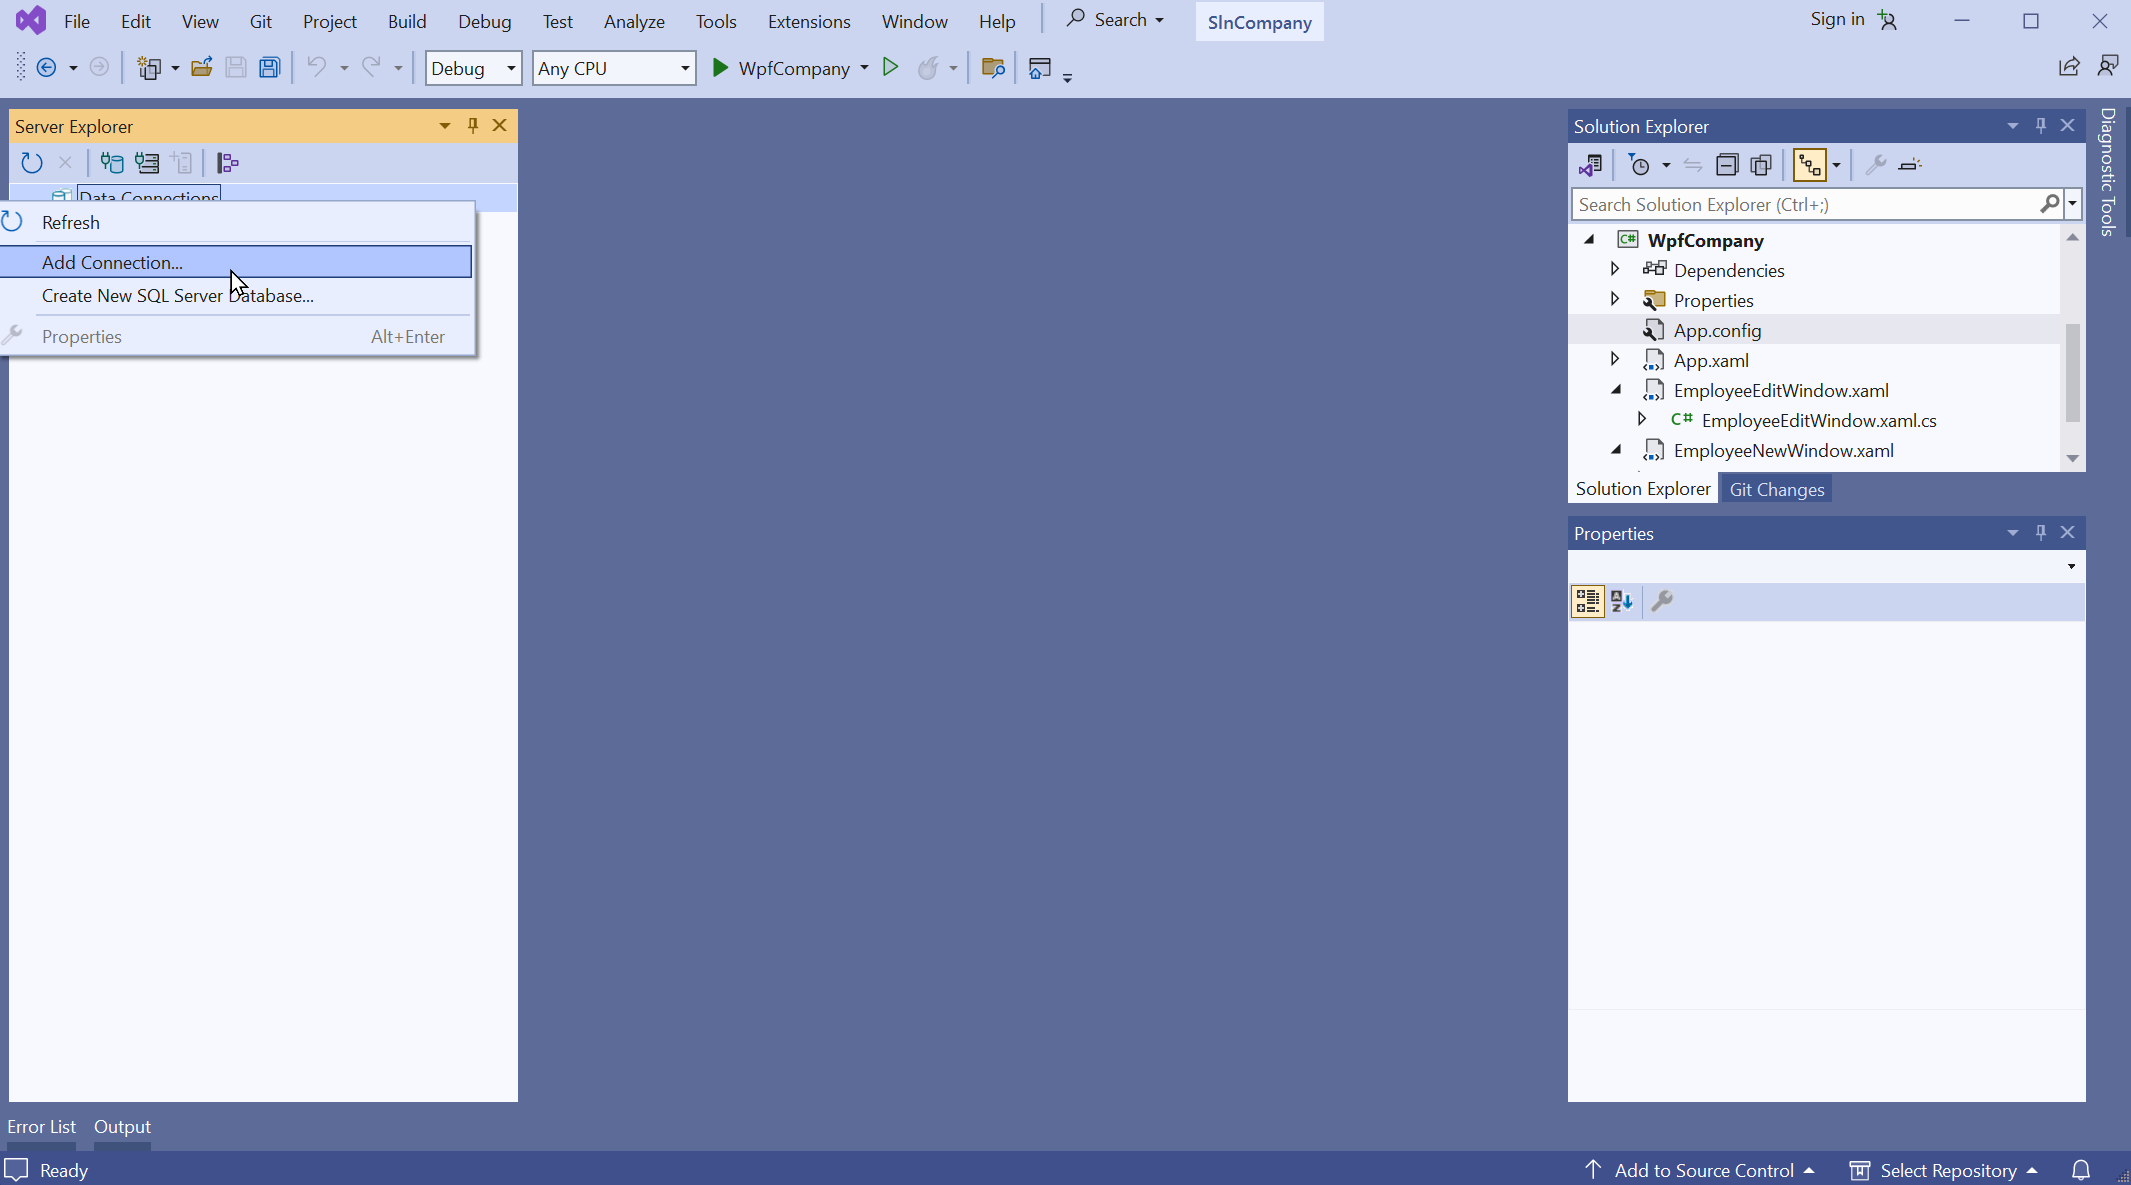 File Edit View Git Project Build Debug Test Analyze Tools Extensions Window Help Search SlnCompany Sign in
Debug Any CPU WpfCompany
Server Explorer
Data Connections
Refresh
Add Connection...
Create New SQL Server Database...
Properties Alt+Enter
Solution Explorer
Search Solution Explorer (Ctrl+;)
C# WpfCompany
Dependencies
Properties
App.config
App.xaml
EmployeeEditWindow.xaml
C# EmployeeEditWindow.xaml.cs
EmployeeNewWindow.xaml
Solution Explorer Git Changes
Properties
Diagnostic Tools
Error List Output
Ready Add to Source Control Select Repository